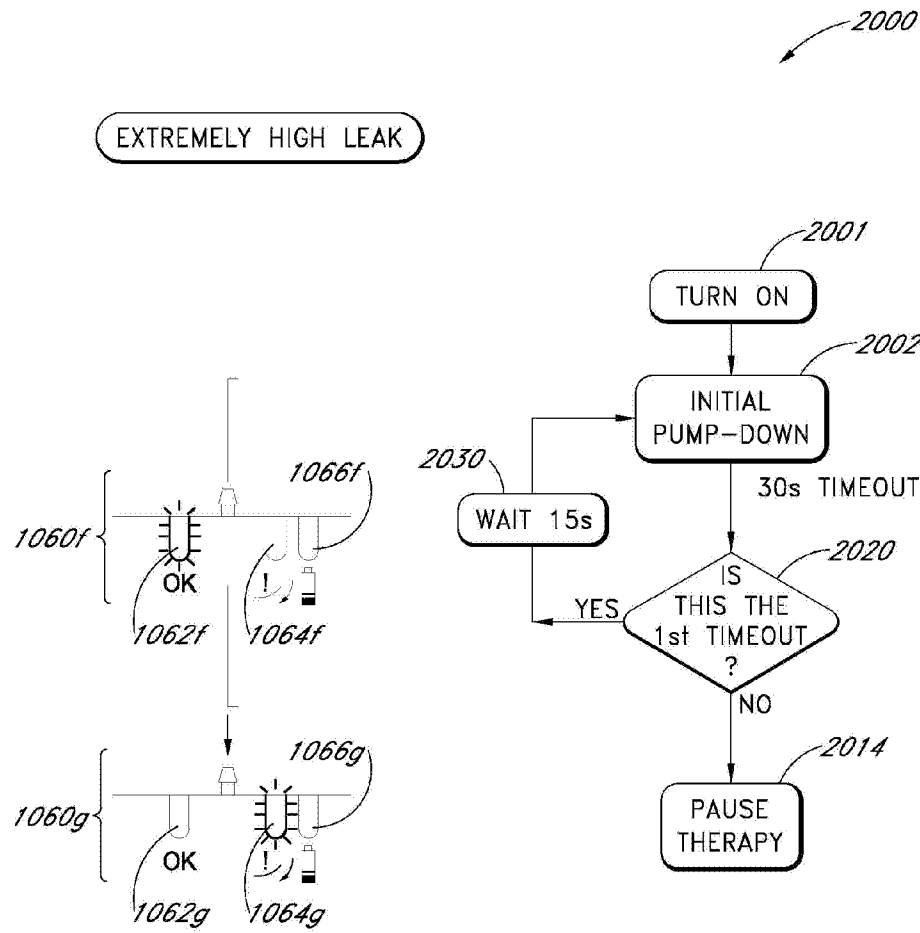 2000
EXTREMELY HIGH LEAK
2001
TURN ON
2002
INITIAL
PUMP-DOWN
30s TIMEOUT
2030
WAIT 15s
2020
IS
THIS THE
1st TIMEOUT
?
YES
NO
2014
PAUSE
THERAPY
1066f
1060f
OK
!
1062f
1064f
1066g
1060g
OK
!
1062g
1064g